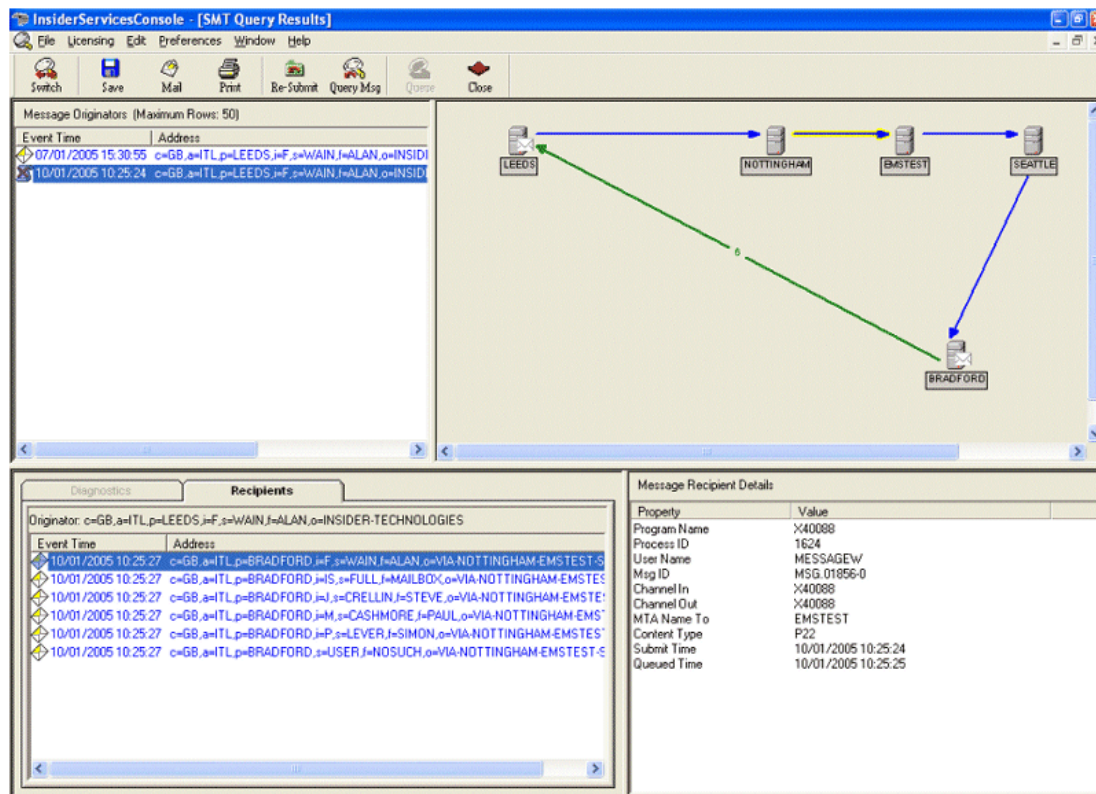 InsiderServicesConsole - [SMT Query Results]
File Licensing Edit Preferences Window Help
Switch Save Mail Print Re-Submit Query Msg Queue Close
Message Originators (Maximum Rows: 50)
Event Time Address
07/01/2005 15:30:55 c=GB,a=ITL,p=LEEDS,i=F,s=WAIN,f=ALAN,o=INSIDI
10/01/2005 10:25:24 c=GB,a=ITL,p=LEEDS,i=F,s=WAIN,f=ALAN,o=INSIDI
LEEDS NOTTINGHAM EMSTEST SEATTLE
6
BRADFORD
Diagnostics Recipients
Originator: c=GB,a=ITL,p=LEEDS,i=F,s=WAIN,f=ALAN,o=INSIDER-TECHNOLOGIES
Event Time Address
10/01/2005 10:25:27 c=GB,a=ITL,p=BRADFORD,i=F,s=WAIN,f=ALAN,o=VIA-NOTTINGHAM-EMSTEST-S
10/01/2005 10:25:27 c=GB,a=ITL,p=BRADFORD,i=IS,s=FULL,f=MAILBOX,o=VIA-NOTTINGHAM-EMSTES
10/01/2005 10:25:27 c=GB,a=ITL,p=BRADFORD,i=J,s=CRELLIN,f=STEVE,o=VIA-NOTTINGHAM-EMSTE
10/01/2005 10:25:27 c=GB,a=ITL,p=BRADFORD,i=M,s=CASHMORE,f=PAUL,o=VIA-NOTTINGHAM-EMS
10/01/2005 10:25:27 c=GB,a=ITL,p=BRADFORD,i=P,s=LEVER,f=SIMON,o=VIA-NOTTINGHAM-EMSTES
10/01/2005 10:25:27 c=GB,a=ITL,p=BRADFORD,s=USER,f=NOSUCH,o=VIA-NOTTINGHAM-EMSTEST-S
Message Recipient Details
Property Value
Program Name X40088
Process ID 1624
User Name MESSAGEW
Msg ID MSG.01856-0
Channel In X40088
Channel Out X40088
MTA Name To EMSTEST
Content Type P22
Submit Time 10/01/2005 10:25:24
Queued Time 10/01/2005 10:25:25